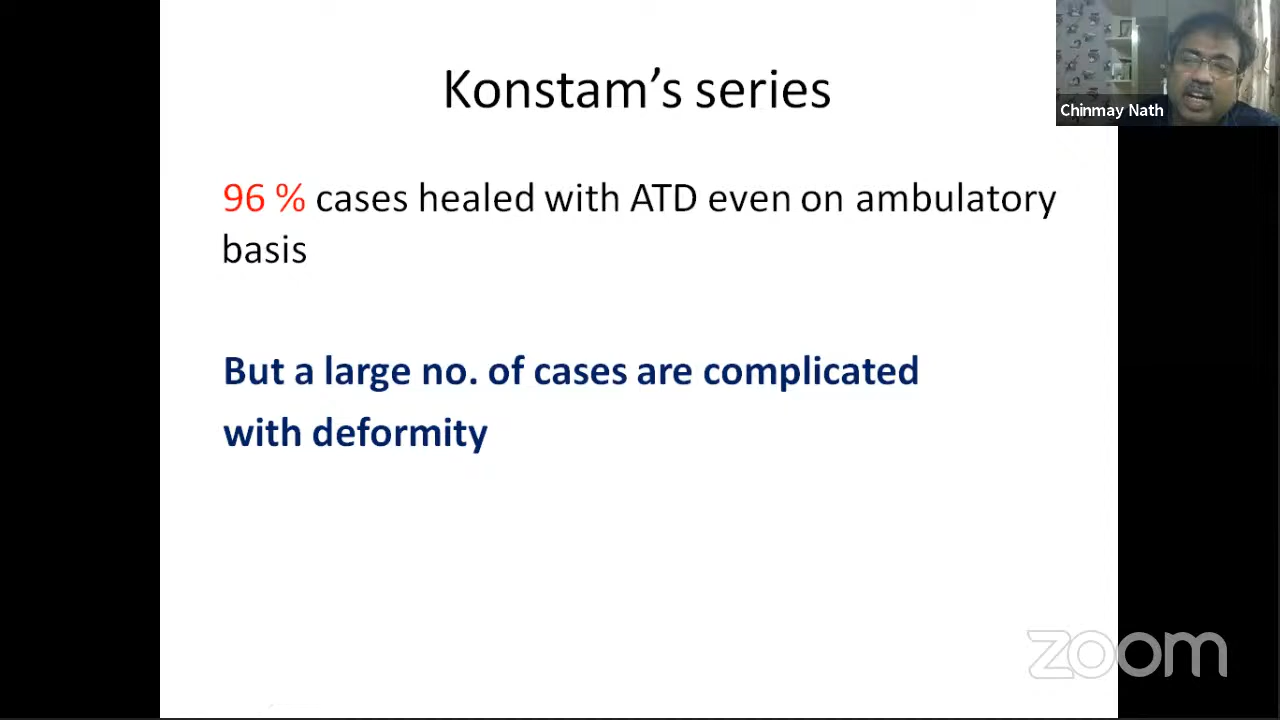 Konstam's series
Chinmay Nath
96 % cases healed with ATD even on ambulatory
basis
But a large no. of cases are complicated
with deformity
zoom